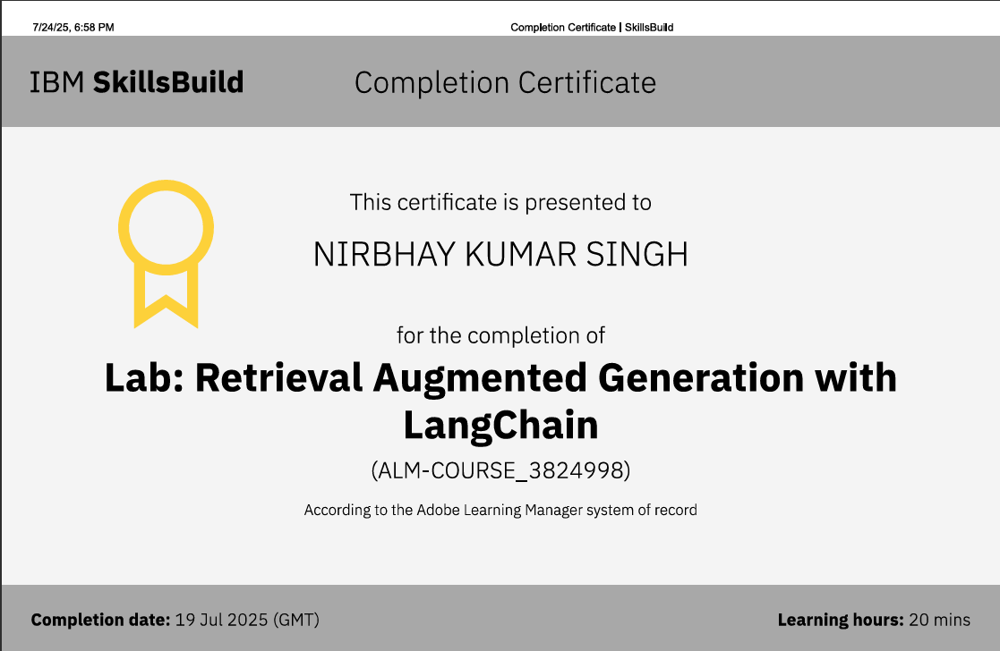 7/24/25, 6:58 PM
Completion Certificate | SkillsBuild
IBM SkillsBuild
Completion Certificate
This certificate is presented to
NIRBHAY KUMAR SINGH
for the completion of
Lab: Retrieval Augmented Generation with
LangChain
(ALM-COURSE_3824998)
According to the Adobe Learning Manager system of record
Completion date: 19 Jul 2025 (GMT)
Learning hours: 20 mins